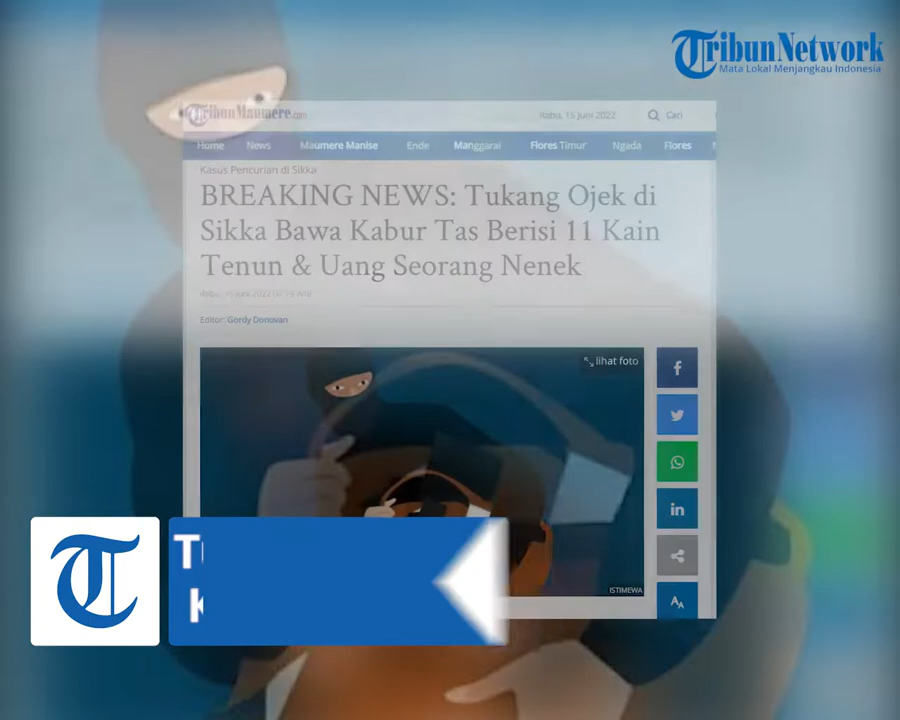 TribunNetwork
Mata Lokal Menjangkau Indonesia
TribunMaumere.com
Rabu, 15 Juni 2022
Cari
Home News Maumere Manise Ende Manggarai Flores Timur Ngada Flores
Kasus Pencurian di Sikka
BREAKING NEWS: Tukang Ojek di
Sikka Bawa Kabur Tas Berisi 11 Kain
Tenun & Uang Seorang Nenek
Editor: Gordy Donovan
lihat foto
ISTIMEWA